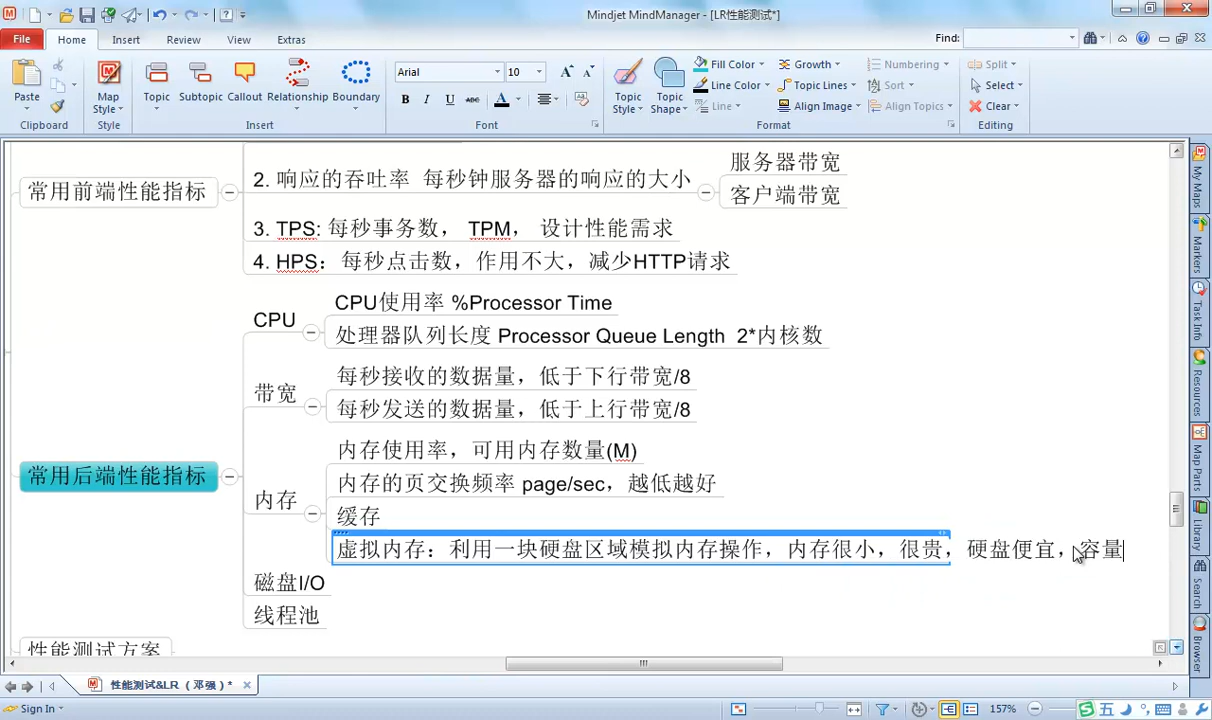 Mindjet MindManager - [LR性能测试*]
File Home Insert Review View Extras Find:
Paste Map Style Topic Subtopic Callout Relationship Boundary Arial 10 Topic Style Topic Shape Fill Color Growth Numbering Split
Line Color Topic Lines Sort Select
B I U abc A Line Align Image Align Topics Clear
Clipboard Style Insert Font Format Editing
常用前端性能指标
2. 响应的吞吐率 每秒钟服务器的响应的大小
服务器带宽
客户端带宽
3. TPS: 每秒事务数， TPM， 设计性能需求
4. HPS：每秒点击数，作用不大，减少HTTP请求
常用后端性能指标
CPU
CPU使用率 %Processor Time
处理器队列长度 Processor Queue Length 2*内核数
带宽
每秒接收的数据量，低于下行带宽/8
每秒发送的数据量，低于上行带宽/8
内存
内存使用率，可用内存数量(M)
内存的页交换频率 page/sec，越低越好
缓存
虚拟内存：利用一块硬盘区域模拟内存操作，内存很小，很贵，硬盘便宜，容量
磁盘I/O
线程池
性能测试方案
My Maps
Markers
Task Info
Resources
Map Parts
Library
Search
Browser
性能测试&LR （邓强）*
Sign In 157% 五